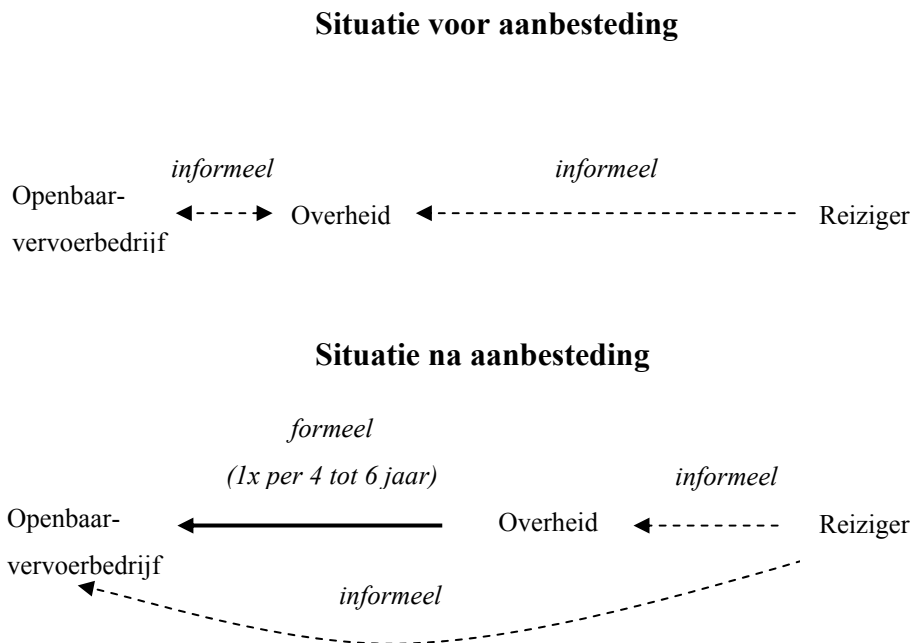 Situatie voor aanbesteding
informeel
informeel
Openbaar-
vervoerbedrijf
Overheid
Reiziger
Situatie na aanbesteding
formeel
(1x per 4 tot 6 jaar)
informeel
Openbaar-
vervoerbedrijf
Overheid
Reiziger
informeel